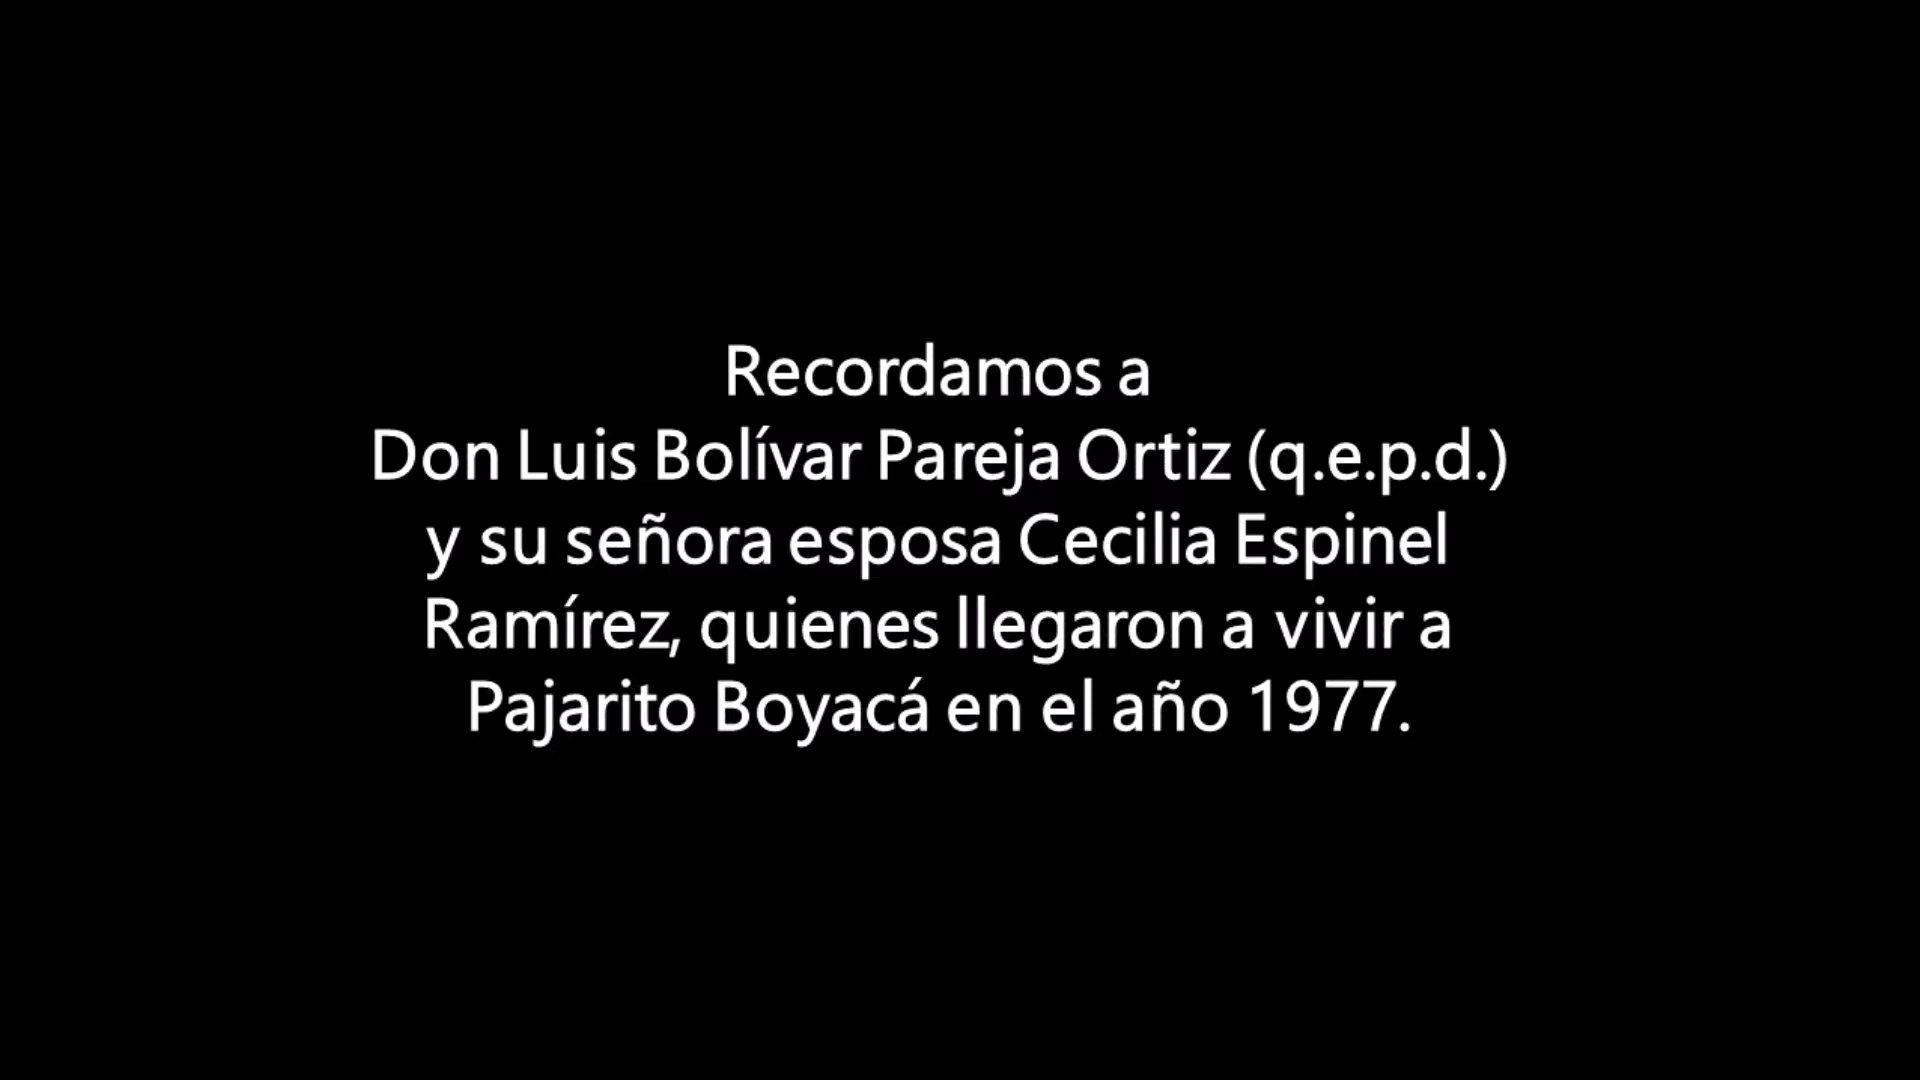 Recordamos a
Don Luis Bolívar Pareja Ortiz (q.e.p.d.)
y su señora esposa Cecilia Espinel
Ramírez, quienes llegaron a vivir a
Pajarito Boyacá en el año 1977.